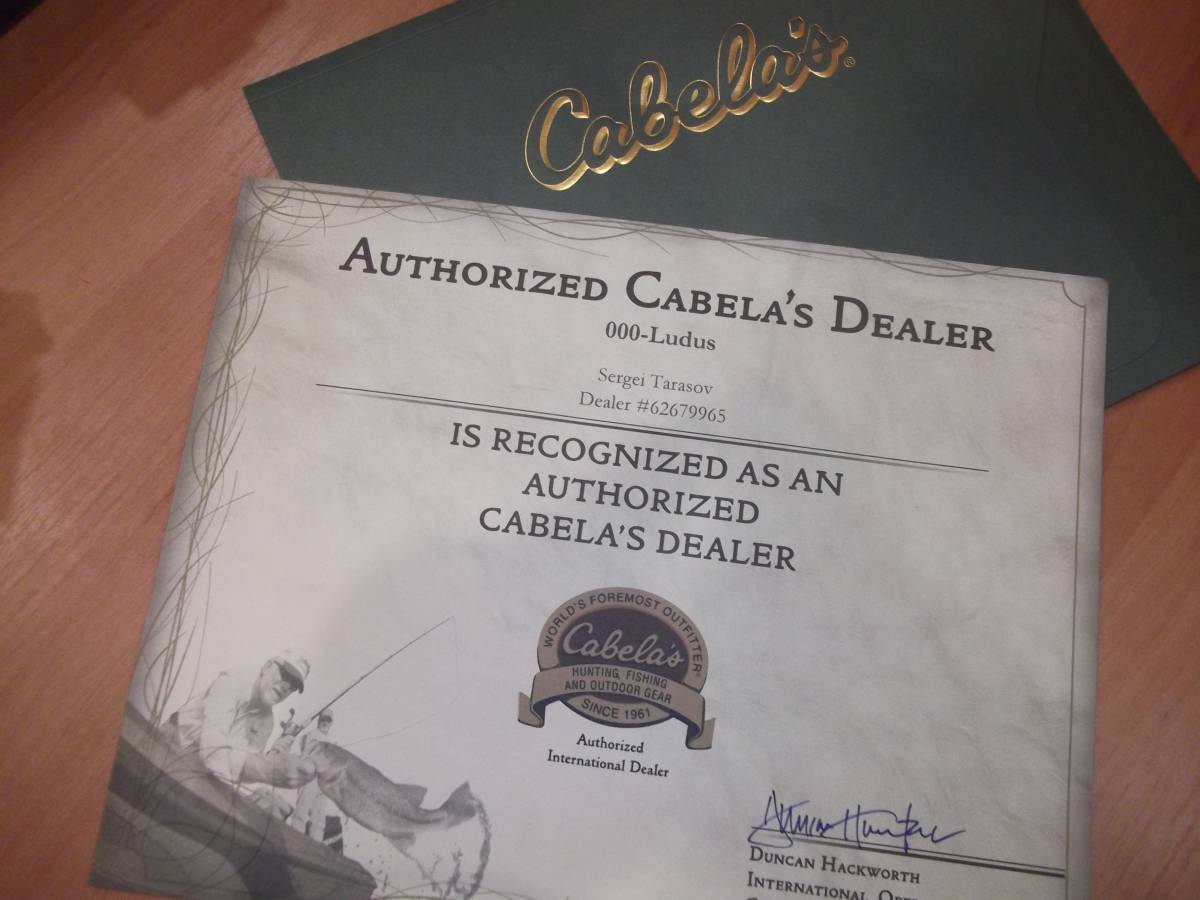 Cabela's®
AUTHORIZED CABELA'S DEALER
000-Ludus
Sergei Tarasov
Dealer #62679965
IS RECOGNIZED AS AN
AUTHORIZED
CABELA'S DEALER
WORLD'S FOREMOST OUTFITTER®
Cabela's
HUNTING, FISHING
AND OUTDOOR GEAR
SINCE 1961
Authorized
International Dealer
DUNCAN HACKWORTH
INTERNATIONAL